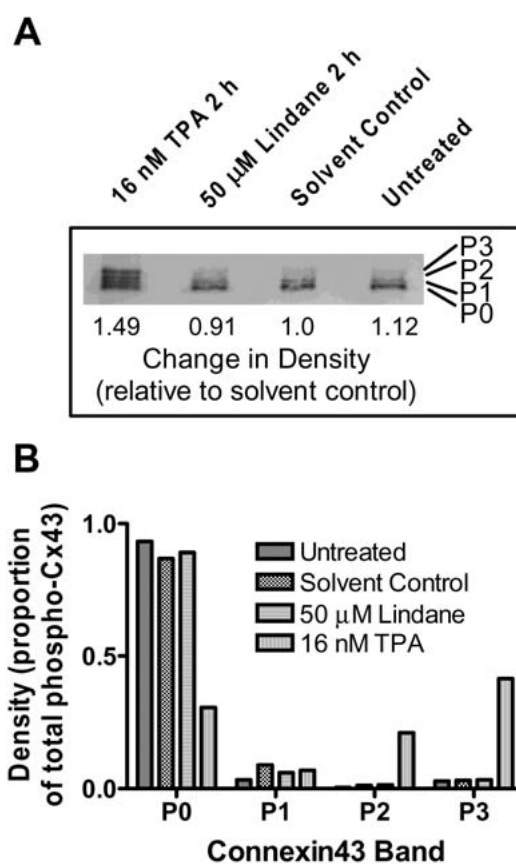 A
16 nM TPA 2 h
50 µM Lindane 2 h
Solvent Control
Untreated
P3
P2
P1
P0
1.49 0.91 1.0 1.12
Change in Density
(relative to solvent control)
B
Density (proportion
of total phospho-Cx43)
1.0
0.5
0.0
Untreated
Solvent Control
50 µM Lindane
16 nM TPA
P0 P1 P2 P3
Connexin43 Band